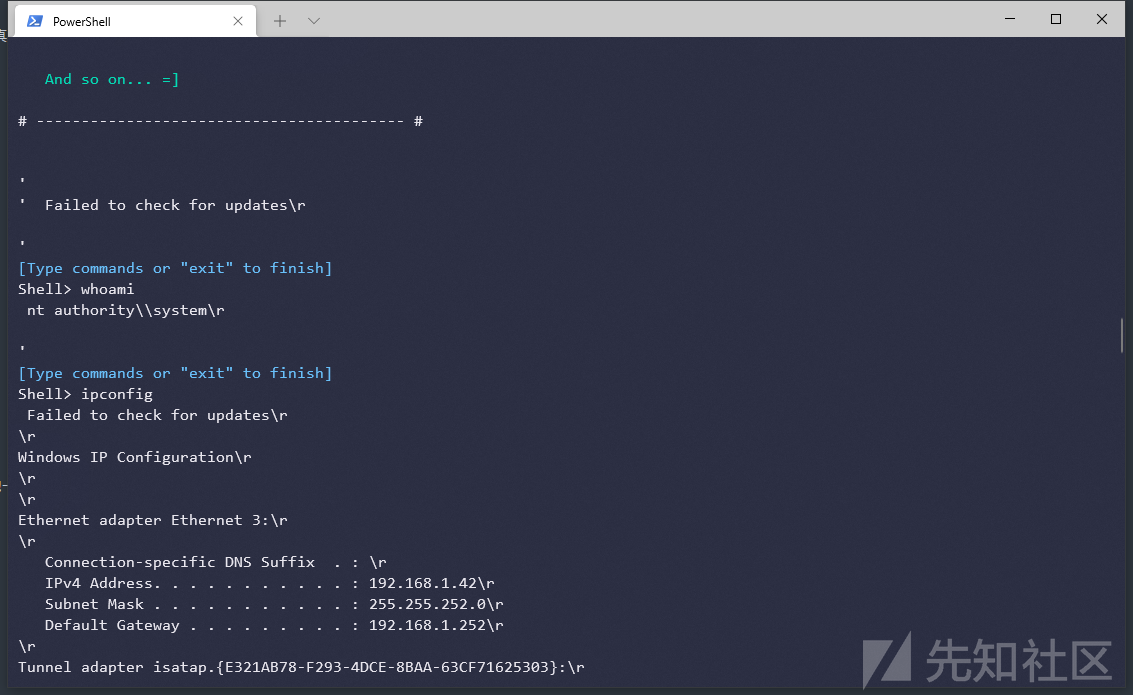 PowerShell
真
And so on... =]
# ----------------------------------------- #
'
'  Failed to check for updates\r
'
[Type commands or "exit" to finish]
Shell> whoami
nt authority\\system\r
'
[Type commands or "exit" to finish]
Shell> ipconfig
Failed to check for updates\r
\r
Windows IP Configuration\r
\r
\r
Ethernet adapter Ethernet 3:\r
\r
Connection-specific DNS Suffix  . : \r
IPv4 Address. . . . . . . . . . . : 192.168.1.42\r
Subnet Mask . . . . . . . . . . . : 255.255.252.0\r
Default Gateway . . . . . . . . . : 192.168.1.252\r
\r
Tunnel adapter isatap.{E321AB78-F293-4DCE-8BAA-63CF71625303}:\r
先知社区